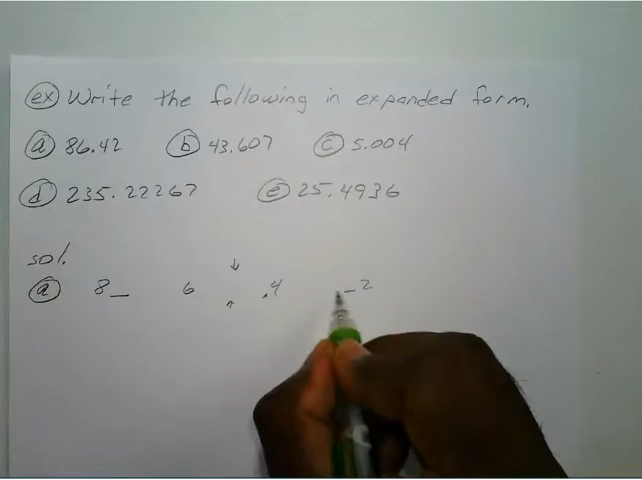 ex Write the following in expanded form.
a 86.42 b 43.607 c 5.004
d 235.22267 e 25.4936
sol.
a 8_ 6 .4 _2